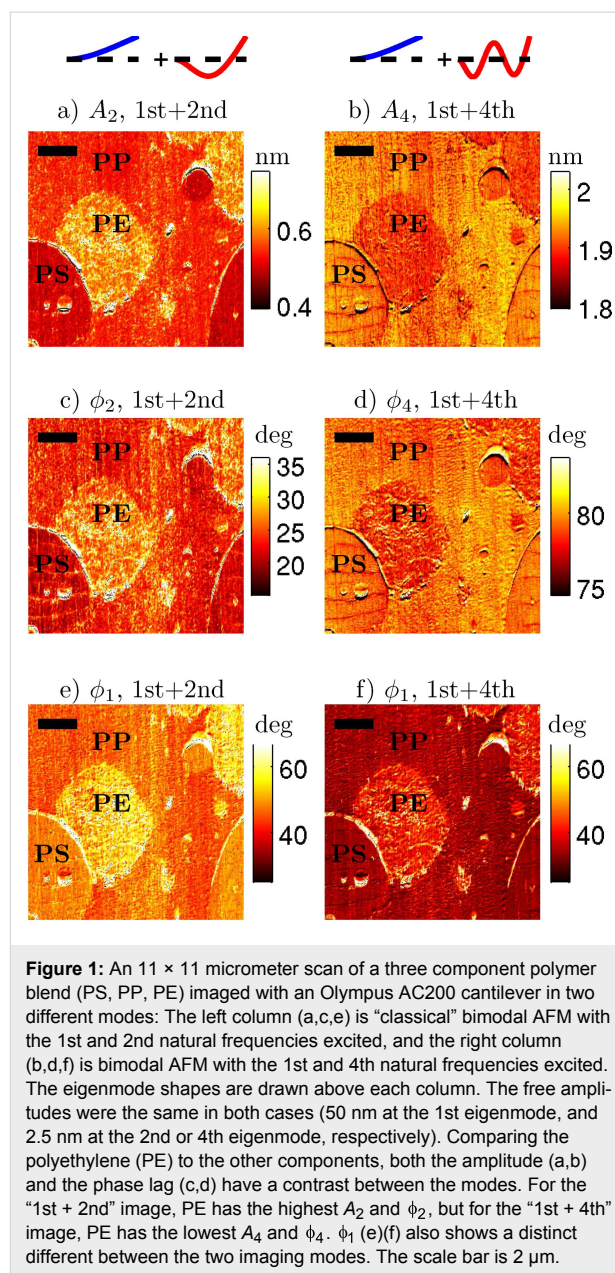 + +
a) A₂, 1st+2nd
b) A₄, 1st+4th
PP
PE
PS
nm
0.6
0.4
PP
PE
PS
nm
2
1.9
1.8
c) ϕ₂, 1st+2nd
d) ϕ₄, 1st+4th
PP
PE
PS
deg
35
30
25
20
PP
PE
PS
deg
80
75
e) ϕ₁, 1st+2nd
f) ϕ₁, 1st+4th
PP
PE
PS
deg
60
40
PP
PE
PS
deg
60
40
Figure 1: An 11 × 11 micrometer scan of a three component polymer
blend (PS, PP, PE) imaged with an Olympus AC200 cantilever in two
different modes: The left column (a,c,e) is “classical” bimodal AFM with
the 1st and 2nd natural frequencies excited, and the right column
(b,d,f) is bimodal AFM with the 1st and 4th natural frequencies excited.
The eigenmode shapes are drawn above each column. The free ampli-
tudes were the same in both cases (50 nm at the 1st eigenmode, and
2.5 nm at the 2nd or 4th eigenmode, respectively). Comparing the
polyethylene (PE) to the other components, both the amplitude (a,b)
and the phase lag (c,d) have a contrast between the modes. For the
“1st + 2nd” image, PE has the highest A₂ and ϕ₂, but for the “1st + 4th”
image, PE has the lowest A₄ and ϕ₄. ϕ₁ (e)(f) also shows a distinct
different between the two imaging modes. The scale bar is 2 µm.